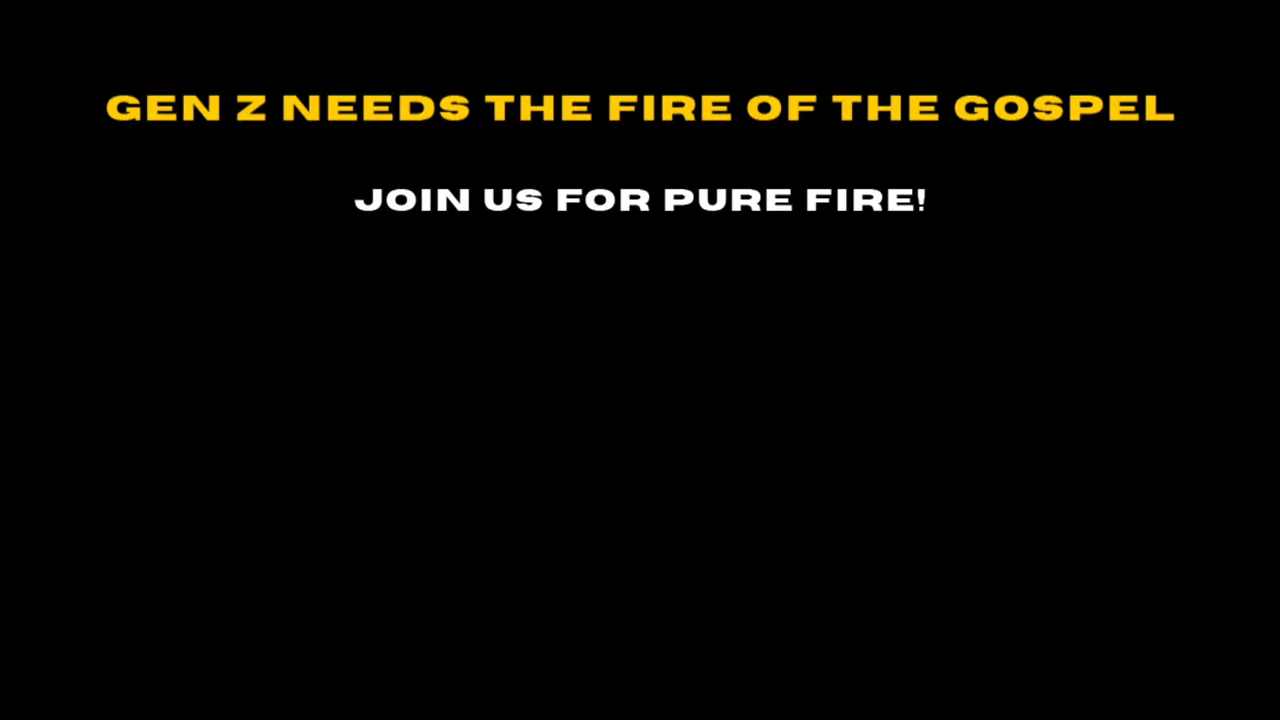 GEN Z NEEDS THE FIRE OF THE GOSPEL
JOIN US FOR PURE FIRE!